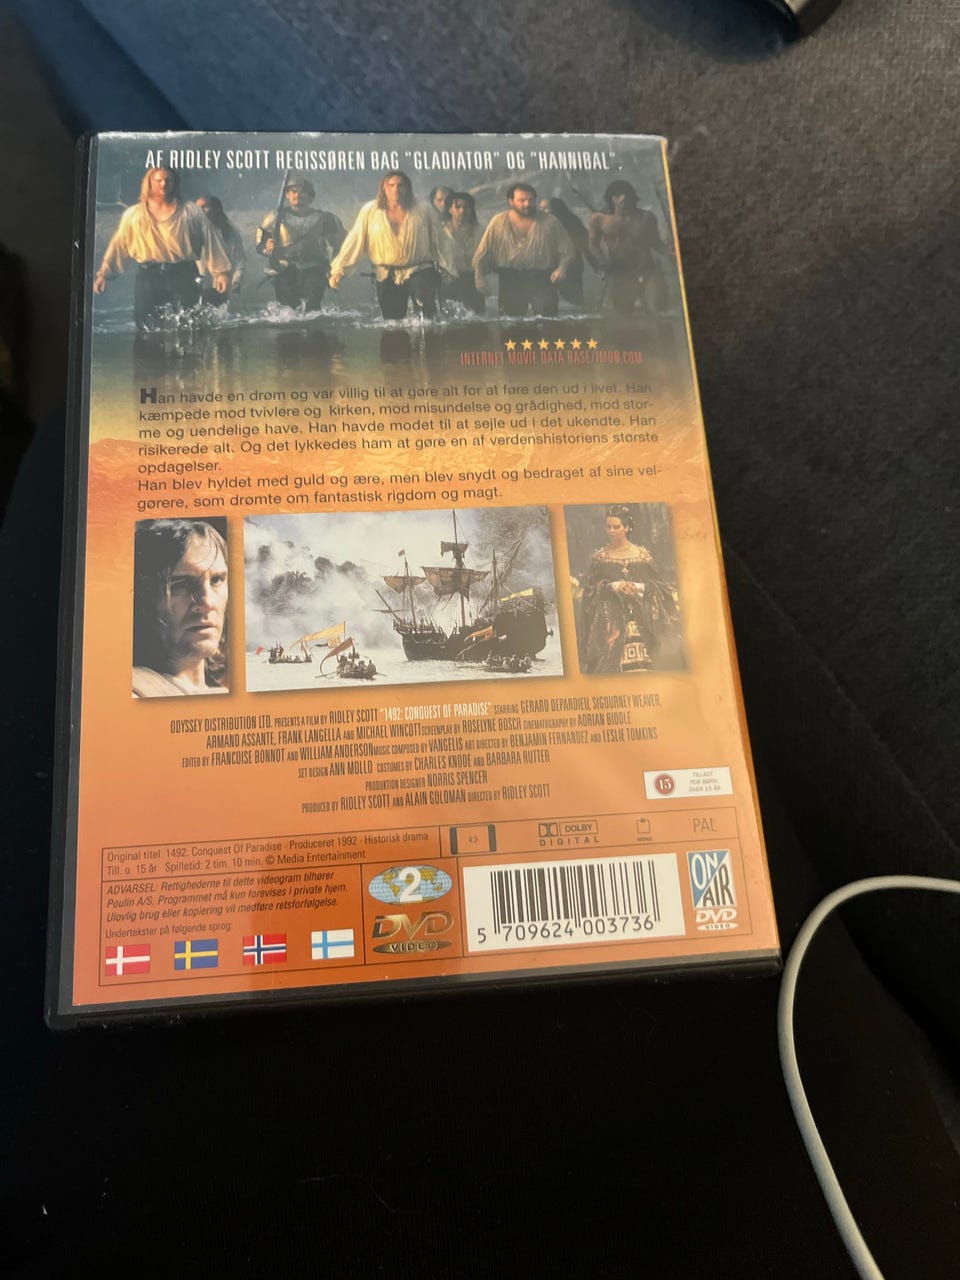 AF RIDLEY SCOTT REGISSØREN BAG "GLADIATOR" OG "HANNIBAL".
INTERNET MOVIE DATA BASE/IMDB.COM
Han havde en drøm og var villig til at gøre alt for at føre den ud i livet. Han
kæmpede mod tvivlere og kirken, mod misundelse og grådighed, mod stor-
me og uendelige have. Han havde modet til at sejle ud i det ukendte. Han
risikerede alt. Og det lykkedes ham at gøre en af verdenshistoriens største
opdagelser.
Han blev hyldet med guld og ære, men blev snydt og bedraget af sine vel-
gørere, som drømte om fantastisk rigdom og magt.
ODYSSEY DISTRIBUTION LTD. PRESENTS A FILM BY RIDLEY SCOTT "1492: CONQUEST OF PARADISE" STARRING GERARD DEPARDIEU, SIGOURNEY WEAVER,
ARMAND ASSANTE, FRANK LANGELLA AND MICHAEL WINCOTT SCREENPLAY BY ROSELYNE BOSCH CINEMATOGRAPHY BY ADRIAN BIDDLE
EDITED BY FRANCOISE BONNOT AND WILLIAM ANDERSON MUSIC COMPOSED BY VANGELIS ART DIRECTED BY BENJAMIN FERNANDEZ AND LESLIE TOMKINS
SET DESIGN ANN MOLLO COSTUMES BY CHARLES KNODE AND BARBARA RUTTER
PRODUKTION DESIGNER NORRIS SPENCER
PRODUCED BY RIDLEY SCOTT AND ALAIN GOLDMAN DIRECTED BY RIDLEY SCOTT
15
TILLADT
FOR BØRN
OVER 15 ÅR
Original titel: 1492: Conquest Of Paradise · Produceret 1992 · Historisk drama
Till. o. 15 år · Spilletid: 2 tim. 10 min. © Media Entertainment
4:3
DOLBY
DIGITAL
PAL
ADVARSEL: Rettighederne til dette videogram tilhører
Poulin A/S. Programmet må kun forevises i private hjem.
Ulovlig brug eller kopiering vil medføre retsforfølgelse.
Undertekster på følgende sprog:
2
DVD
VIDEO
5 709624 003736
ON
AIR
DVD
VIDEO